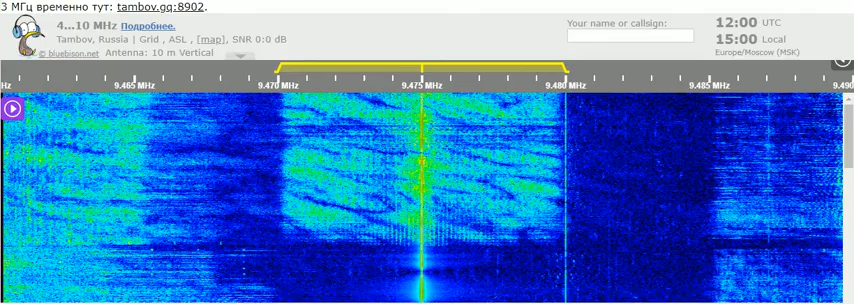 3 МГц временно тут: tambov.gq:8902.
4...10 MHz Подробнее.
Tambov, Russia | Grid , ASL , [map], SNR 0:0 dB
© bluebison.net Antenna: 10 m Vertical
Your name or callsign:
12:00 UTC
15:00 Local
Europe/Moscow (MSK)
Hz 9.465 MHz 9.470 MHz 9.475 MHz 9.480 MHz 9.485 MHz 9.490